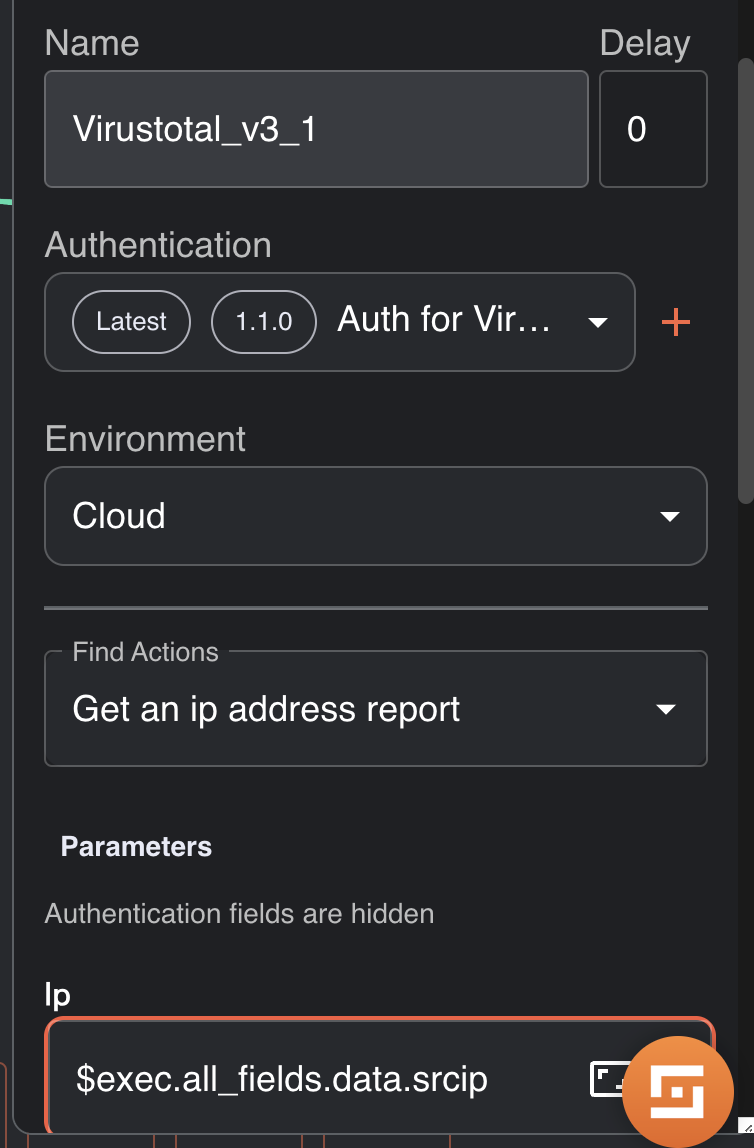 Name Delay
Virustotal_v3_1 0
Authentication
Latest 1.1.0 Auth for Vir...
Environment
Cloud
Find Actions
Get an ip address report
Parameters
Authentication fields are hidden
Ip
$exec.all_fields.data.srcip